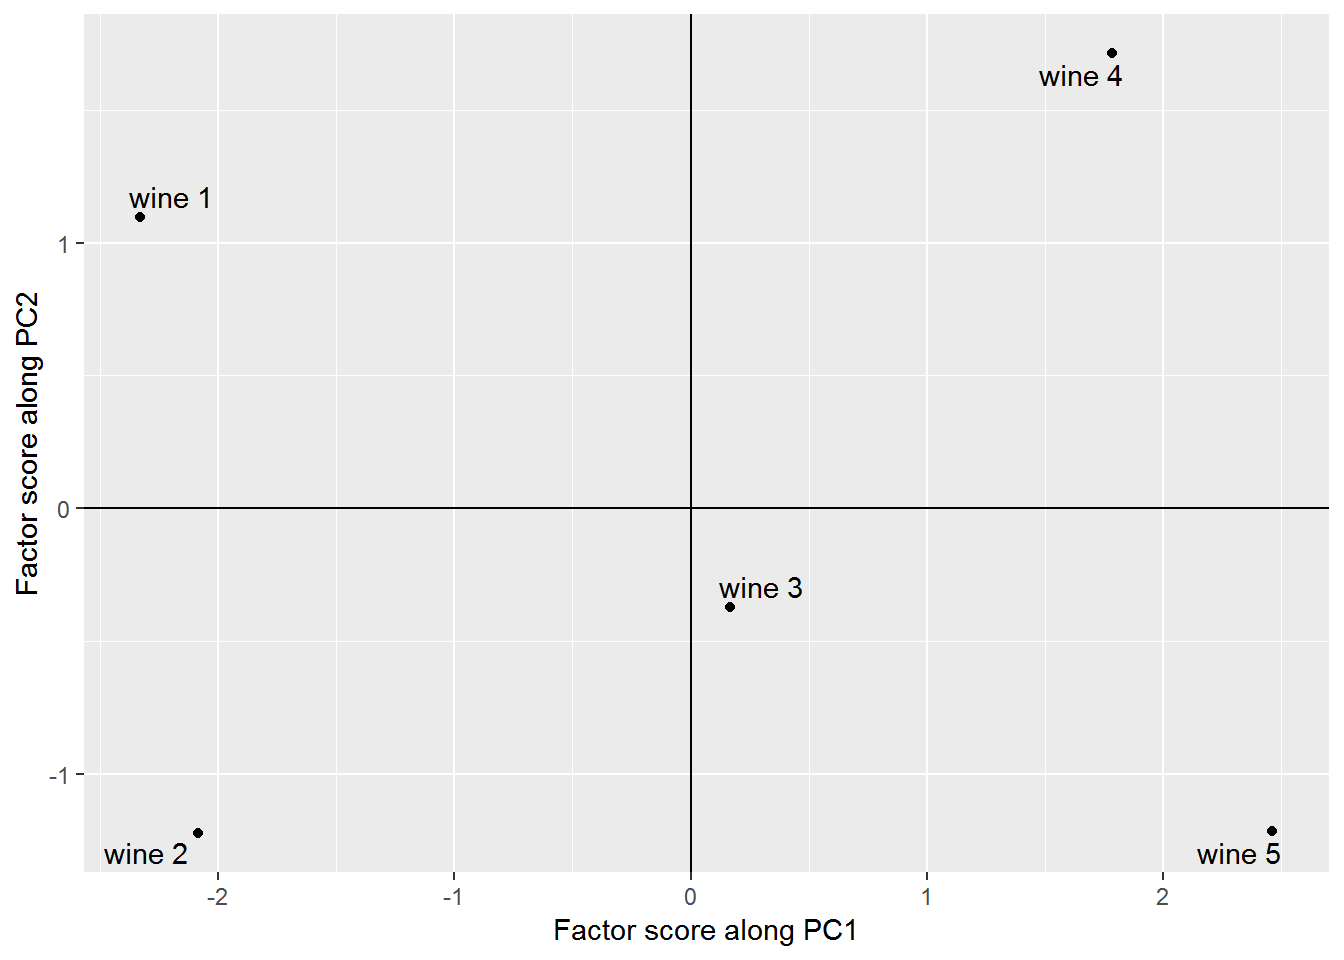 wine 4
wine 1
1
Factor score along PC2
0
wine 3
-1
wine 2
wine 5
-2 -1 0 1 2
Factor score along PC1